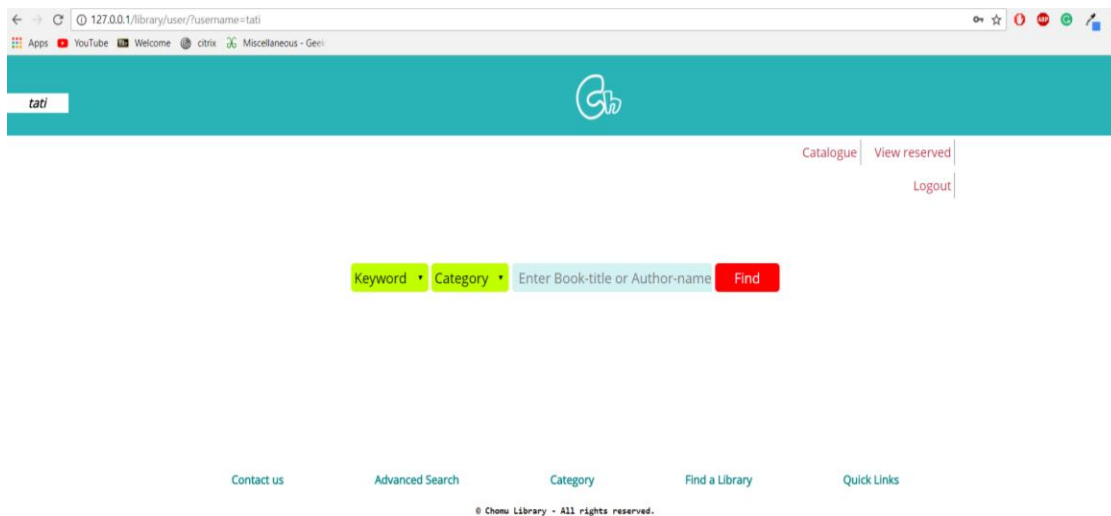 127.0.0.1/library/user/?username=tati
Apps YouTube Welcome citrix Miscellaneous - Geek
tati
Ch
Catalogue View reserved
Logout
Keyword Category Enter Book-title or Author-name Find
Contact us Advanced Search Category Find a Library Quick Links
© Chomu Library - All rights reserved.